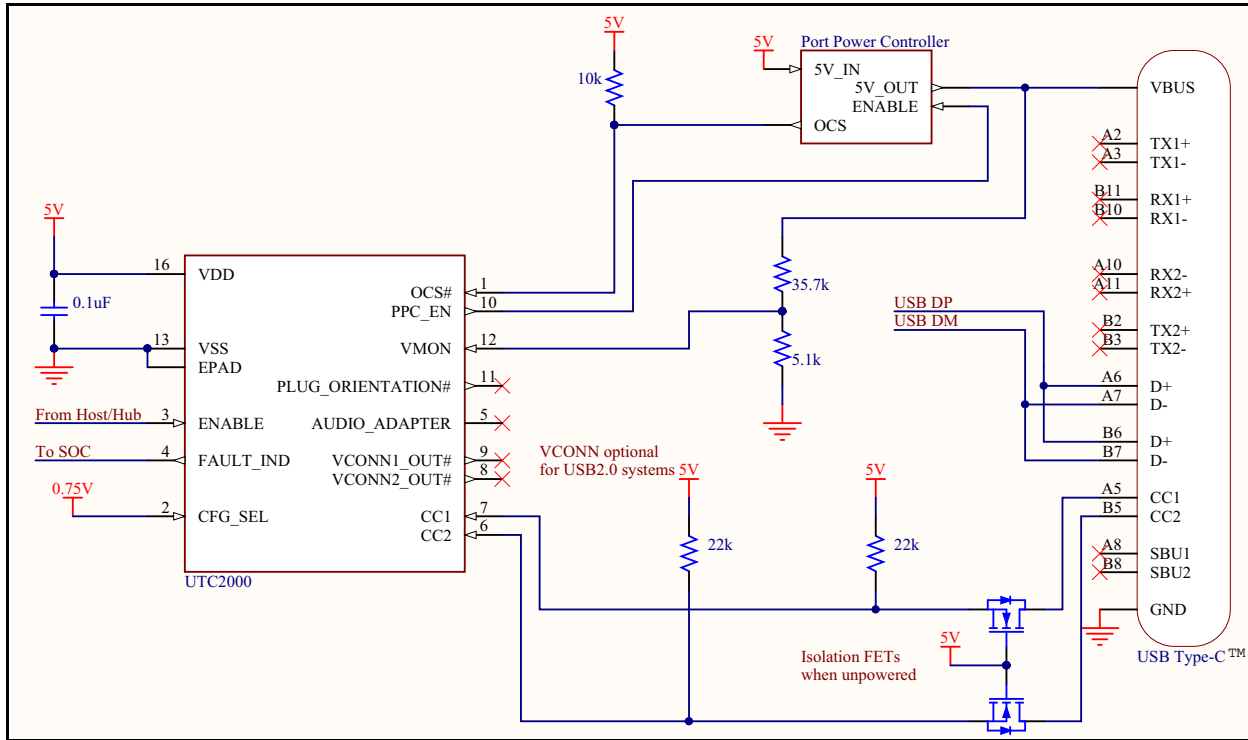 5V
10k
5V
Port Power Controller
5V_IN
5V_OUT
ENABLE
OCS
5V
0.1uF
16
VDD
13
VSS
EPAD
From Host/Hub
3
ENABLE
To SOC
4
FAULT_IND
0.75V
2
CFG_SEL
OCS#
1
PPC_EN
10
VMON
12
PLUG_ORIENTATION#
11
AUDIO_ADAPTER
5
VCONN1_OUT#
9
VCONN2_OUT#
8
CC1
7
CC2
6
UTC2000
35.7k
5.1k
VCONN optional
for USB2.0 systems
5V
22k
5V
22k
USB DP
USB DM
5V
Isolation FETs
when unpowered
VBUS
A2
TX1+
A3
TX1-
B11
RX1+
B10
RX1-
A10
RX2-
A11
RX2+
B2
TX2+
B3
TX2-
A6
D+
A7
D-
B6
D+
B7
D-
A5
CC1
B5
CC2
A8
SBU1
B8
SBU2
GND
USB Type-C™